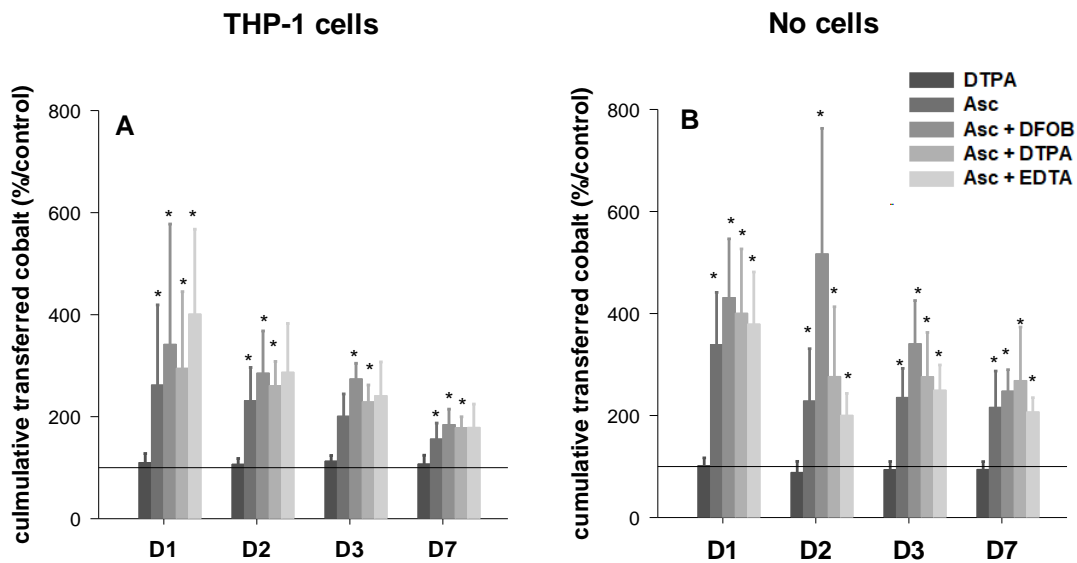 THP-1 cells
culmulative transferred cobalt (%/control)
A
800
600
400
200
0
* * * *
* * *
* *
* * *
D1 D2 D3 D7
No cells
cumulative transferred cobalt (%/control)
B
800
600
400
200
0
* * * *
* * * *
* * * *
* * * *
D1 D2 D3 D7
DTPA
Asc
Asc + DFOB
Asc + DTPA
Asc + EDTA